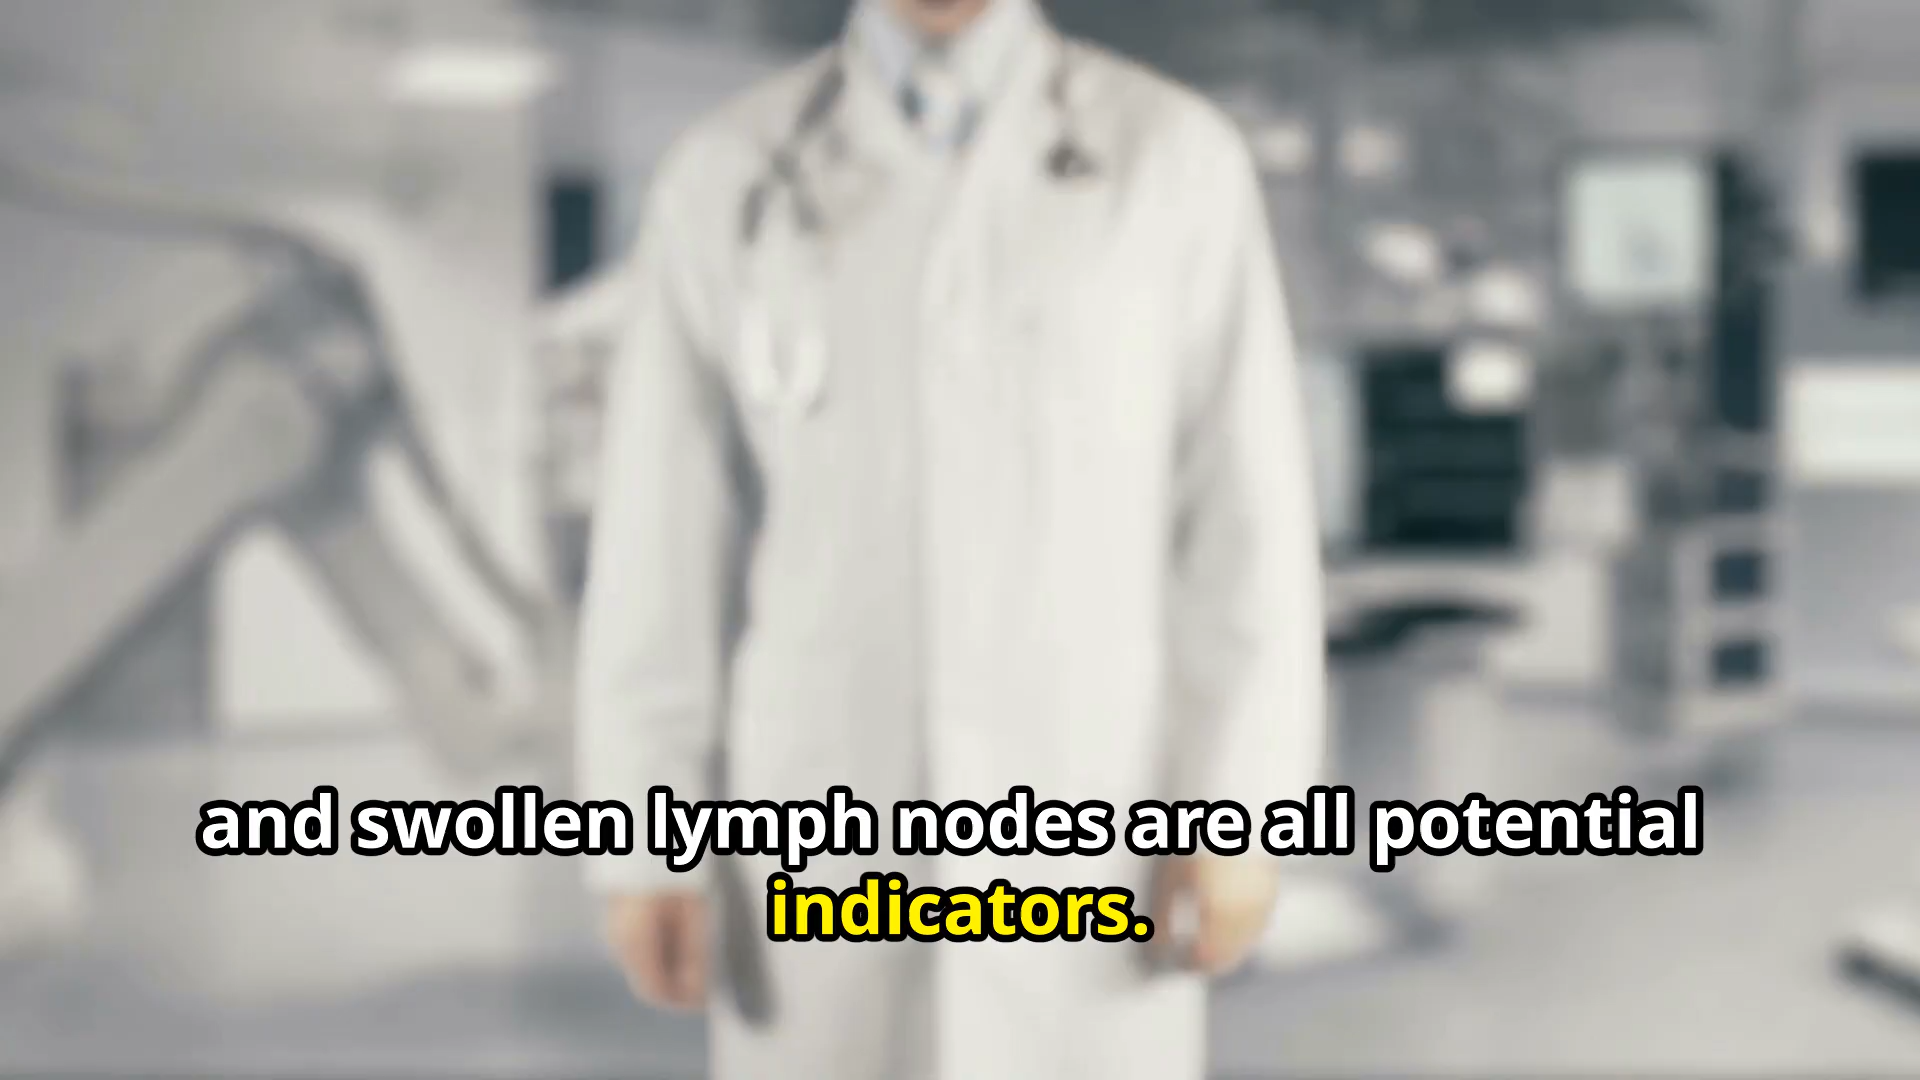 and swollen lymph nodes are all potential
indicators.